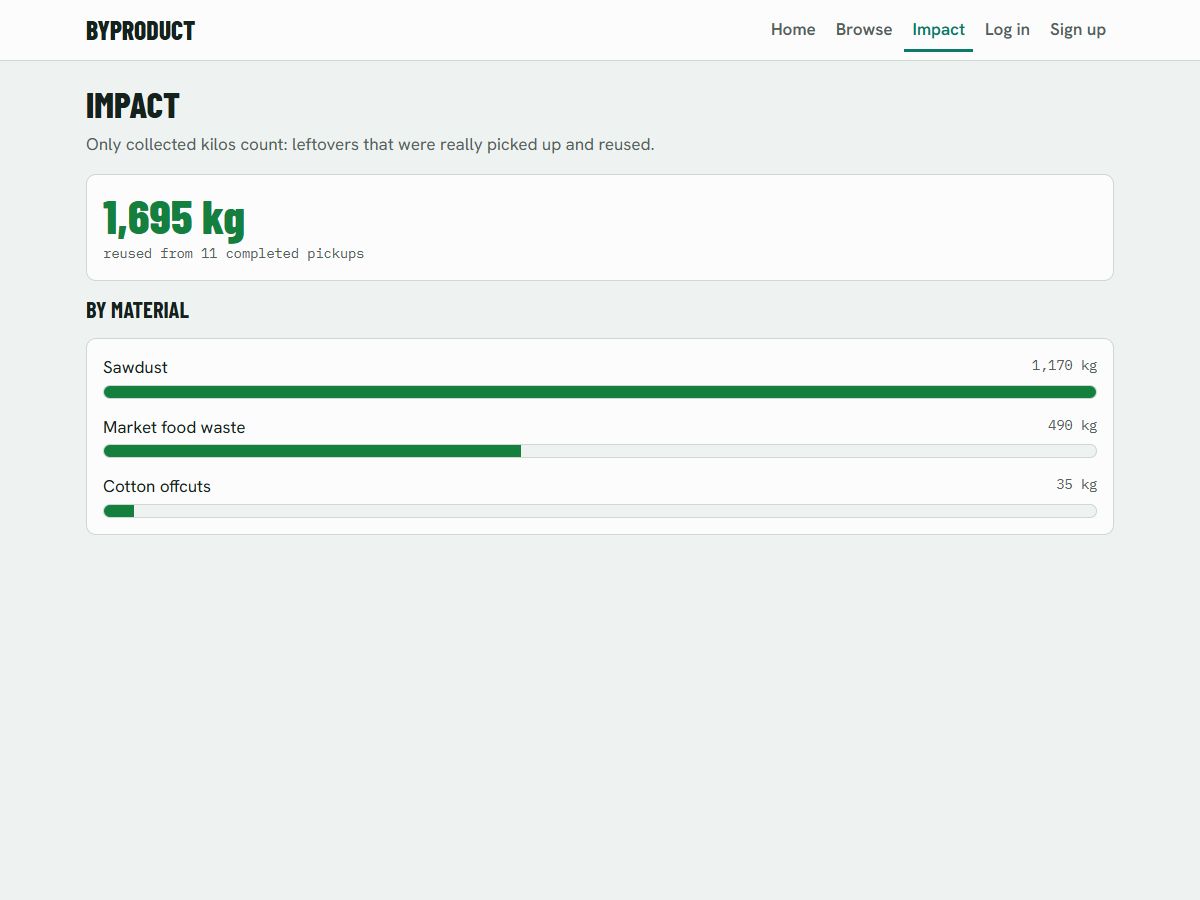 BYPRODUCT
Home Browse Impact Log in Sign up
IMPACT
Only collected kilos count: leftovers that were really picked up and reused.
1,695 kg
reused from 11 completed pickups
BY MATERIAL
Sawdust 1,170 kg
Market food waste 490 kg
Cotton offcuts 35 kg